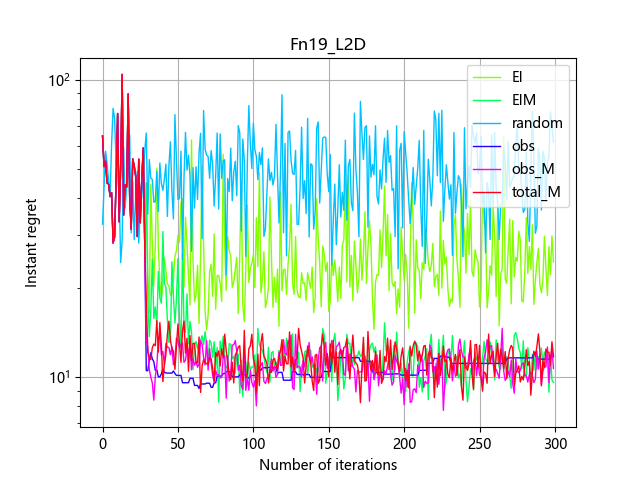 Fn19_L2D
Instant regret
10²
10¹
EI
EIM
random
obs
obs_M
total_M
0 50 100 150 200 250 300
Number of iterations